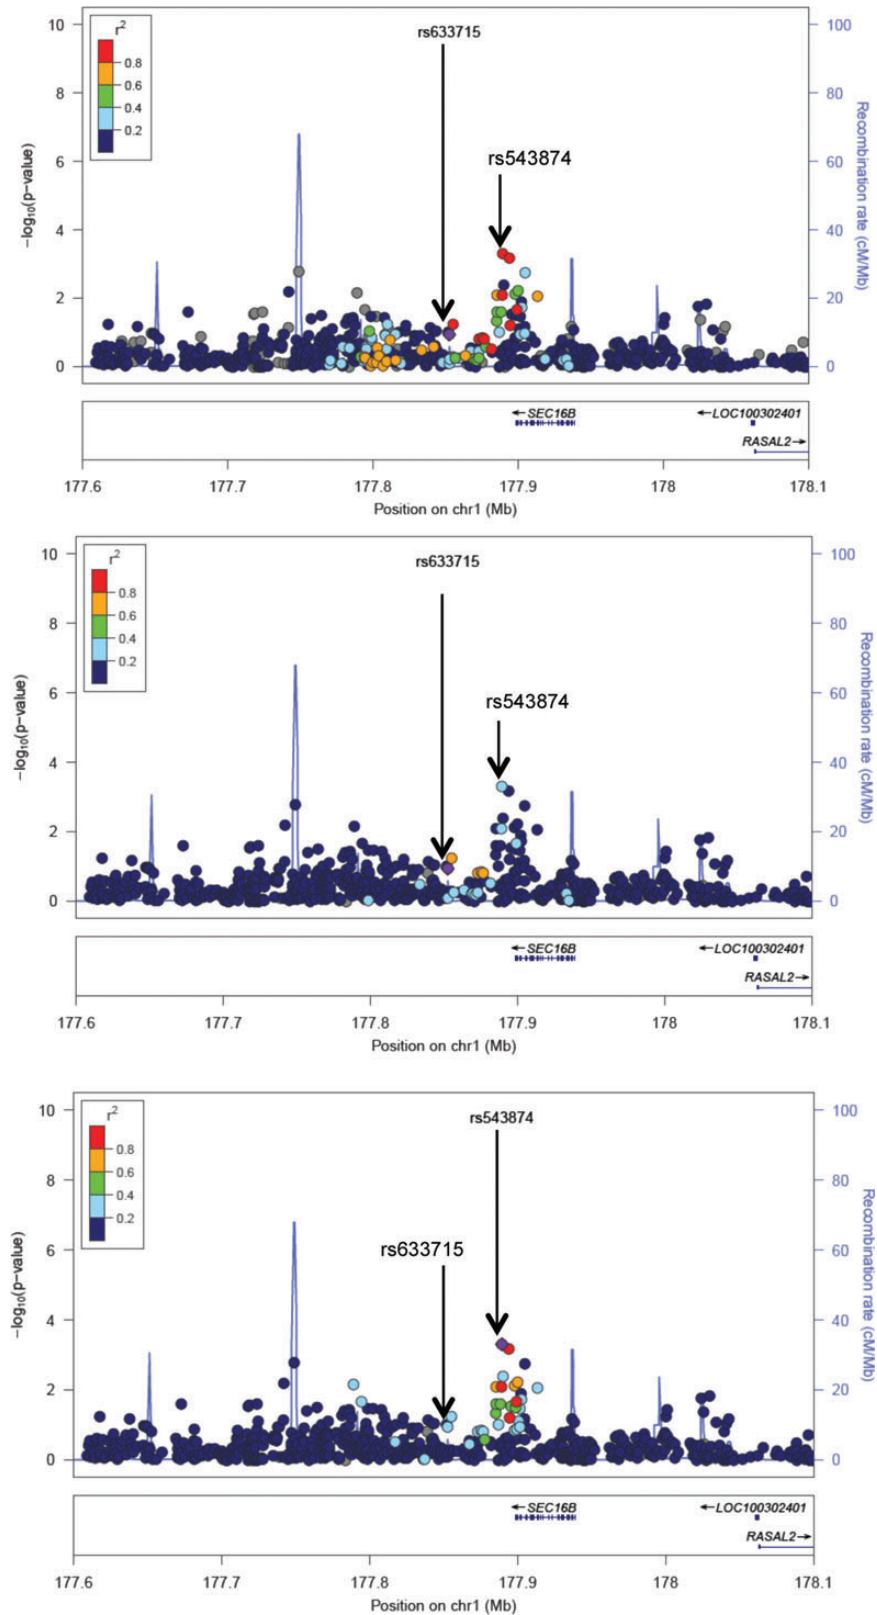 r2
0.8
0.6
0.4
0.2
rs633715
rs543874
10
8
6
4
2
0
−log10(p−value)
100
80
60
40
20
0
Recombination rate (cM/Mb)
SEC16B
LOC100302401
RASAL2
177.6 177.7 177.8 177.9 178 178.1
Position on chr1 (Mb)
r2
0.8
0.6
0.4
0.2
rs633715
rs543874
10
8
6
4
2
0
−log10(p−value)
100
80
60
40
20
0
Recombination rate (cM/Mb)
SEC16B
LOC100302401
RASAL2
177.6 177.7 177.8 177.9 178 178.1
Position on chr1 (Mb)
r2
0.8
0.6
0.4
0.2
rs543874
rs633715
10
8
6
4
2
0
−log10(p−value)
100
80
60
40
20
0
Recombination rate (cM/Mb)
SEC16B
LOC100302401
RASAL2
177.6 177.7 177.8 177.9 178 178.1
Position on chr1 (Mb)